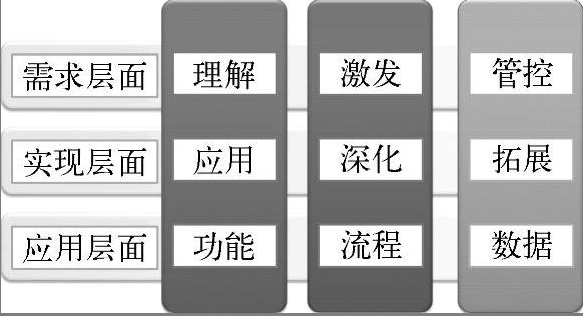 需求层面 理解 激发 管控
实现层面 应用 深化 拓展
应用层面 功能 流程 数据